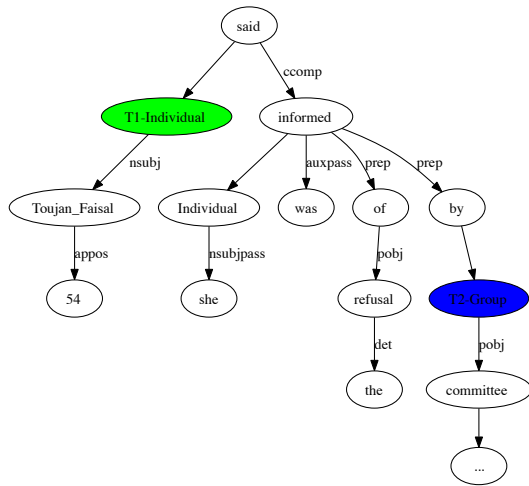 said
ccomp
T1-Individual informed
nsubj auxpass prep prep
Toujan_Faisal Individual was of by
appos nsubjpass pobj
54 she refusal T2-Group
det pobj
the committee
...